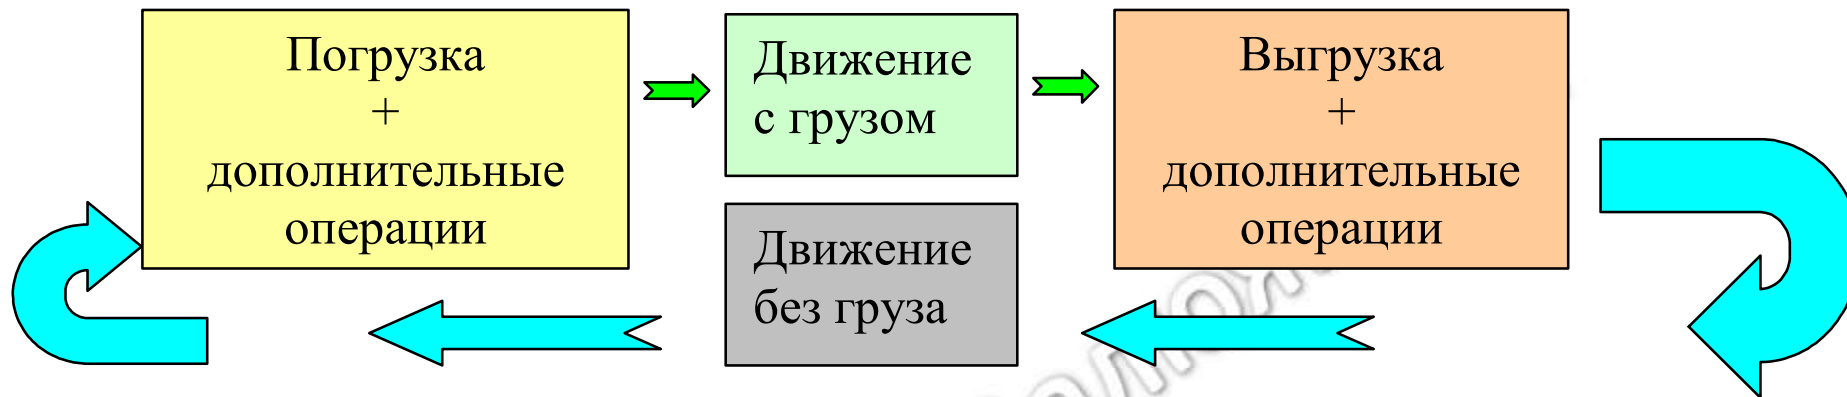 Погрузка
+
дополнительные
операции
Движение
с грузом
Выгрузка
+
дополнительные
операции
Движение
без груза